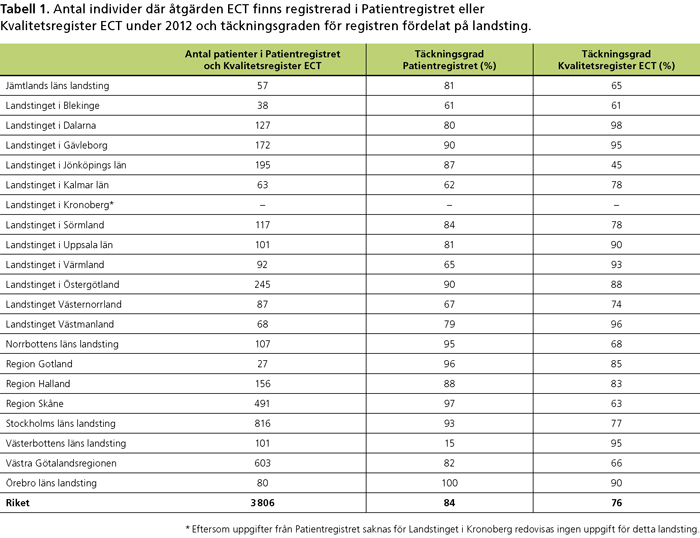 Tabell 1. Antal individer där åtgärden ECT finns registrerad i Patientregistret eller
Kvalitetsregister ECT under 2012 och täckningsgraden för registren fördelat på landsting.
Antal patienter i Patientregistret och Kvalitetsregister ECT Täckningsgrad Patientregistret (%) Täckningsgrad Kvalitetsregister ECT (%)
Jämtlands läns landsting 57 81 65
Landstinget i Blekinge 38 61 61
Landstinget i Dalarna 127 80 98
Landstinget i Gävleborg 172 90 95
Landstinget i Jönköpings län 195 87 45
Landstinget i Kalmar län 63 62 78
Landstinget i Kronoberg* – – –
Landstinget i Sörmland 117 84 78
Landstinget i Uppsala län 101 81 90
Landstinget i Värmland 92 65 93
Landstinget i Östergötland 245 90 88
Landstinget Västernorrland 87 67 74
Landstinget Västmanland 68 79 96
Norrbottens läns landsting 107 95 68
Region Gotland 27 96 85
Region Halland 156 88 83
Region Skåne 491 97 63
Stockholms läns landsting 816 93 77
Västerbottens läns landsting 101 15 95
Västra Götalandsregionen 603 82 66
Örebro läns landsting 80 100 90
Riket 3 806 84 76
* Eftersom uppgifter från Patientregistret saknas för Landstinget i Kronoberg redovisas ingen uppgift för detta landsting.